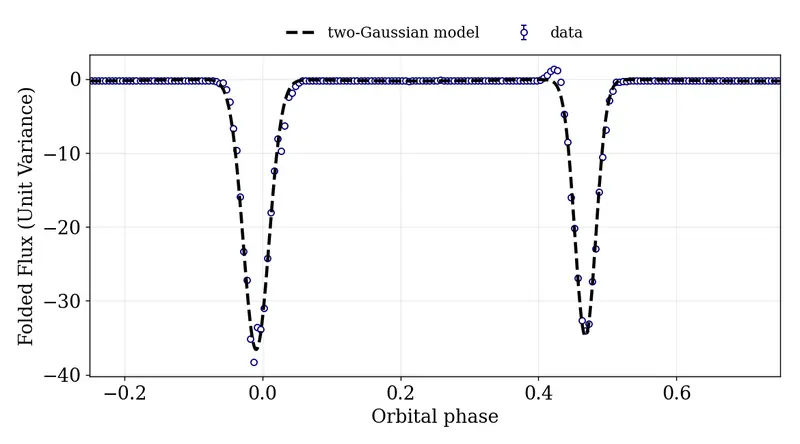 two-Gaussian model
data
Folded Flux (Unit Variance)
0
−10
−20
−30
−40
−0.2
0.0
0.2
0.4
0.6
Orbital phase